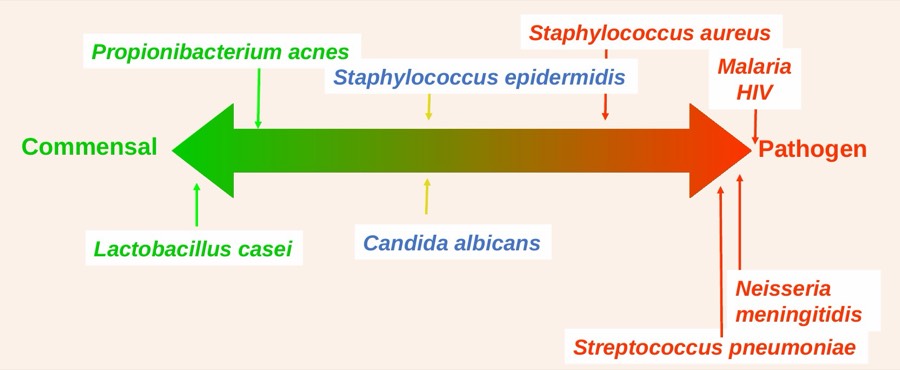 Staphylococcus aureus
Propionibacterium acnes
Staphylococcus epidermidis
Malaria
HIV
Commensal
Pathogen
Lactobacillus casei
Candida albicans
Neisseria
meningitidis
Streptococcus pneumoniae